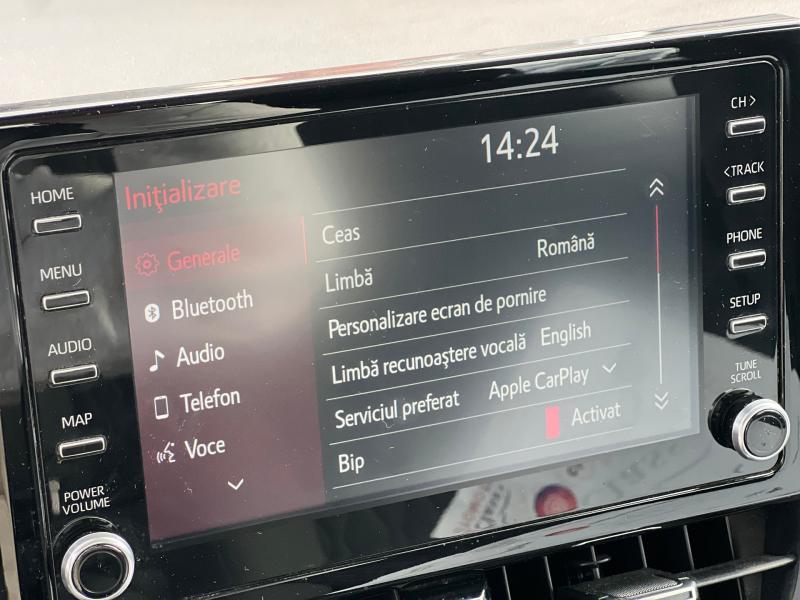 14:24
Inițializare
Generale
Bluetooth
Audio
Telefon
Voce
Ceas
Limbă Română
Personalizare ecran de pornire
Limbă recunoaştere vocală English
Serviciul preferat Apple CarPlay
Bip Activat
HOME
MENU
AUDIO
MAP
POWER
VOLUME
CH >
< TRACK
PHONE
SETUP
TUNE
SCROLL